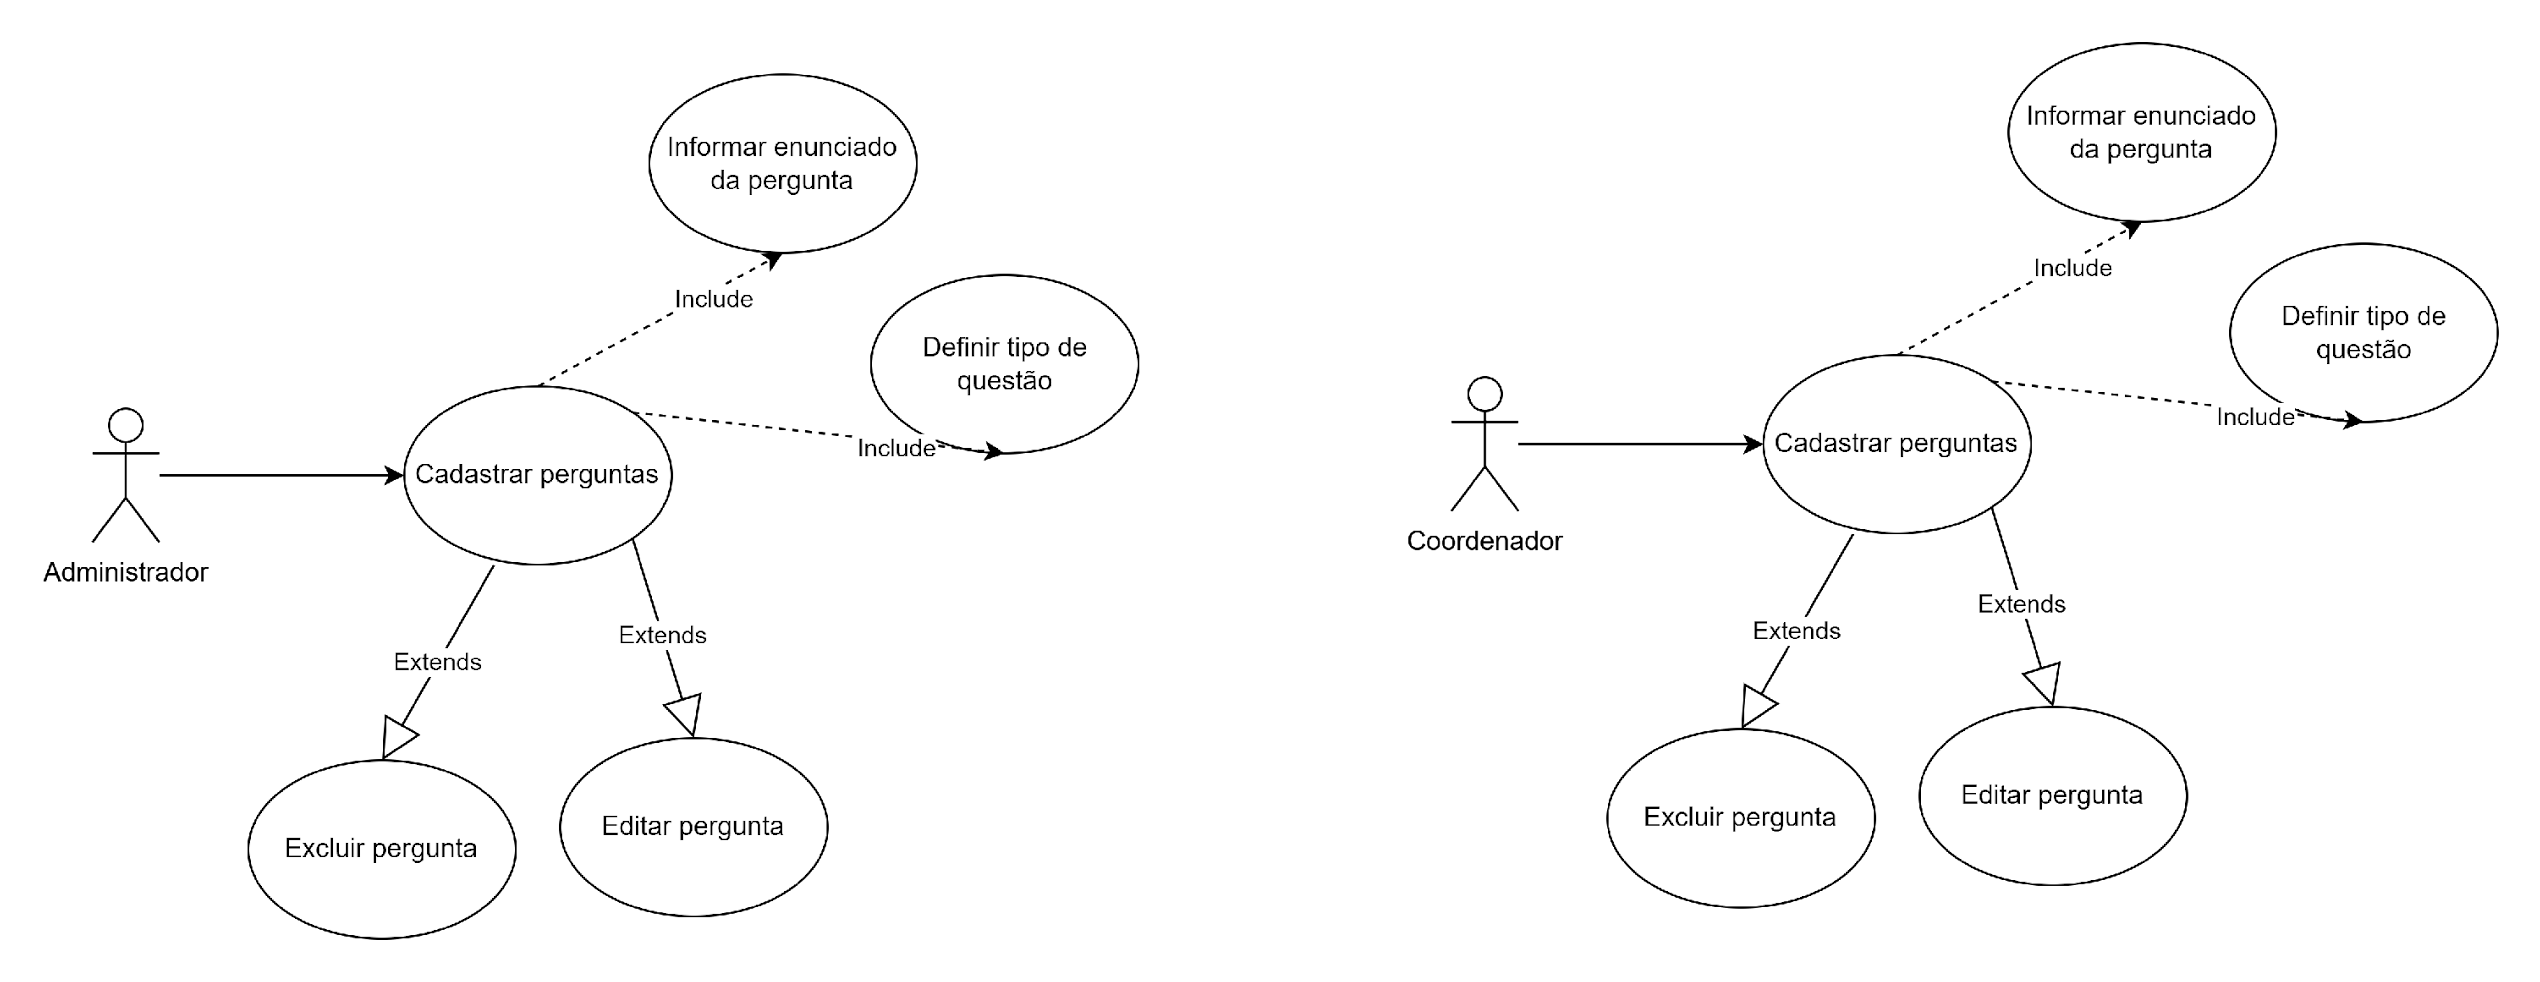 Informar enunciado
da pergunta
Include
Definir tipo de
questão
Include
Cadastrar perguntas
Administrador
Extends
Extends
Excluir pergunta
Editar pergunta
Informar enunciado
da pergunta
Include
Definir tipo de
questão
Include
Cadastrar perguntas
Coordenador
Extends
Extends
Excluir pergunta
Editar pergunta